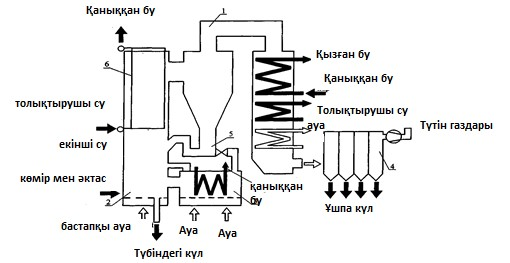 Қаныққан бу
1
Қызған бу
6
Қаныққан бу
толықтырушы су
Толықтырушы су
ауа
Түтін газдары
екінші су
5
4
көмір мен әктас
қаныққан
бу
2
Ұшпа күл
бастапқы ауа
Ауа
Ауа
Түбіндегі күл